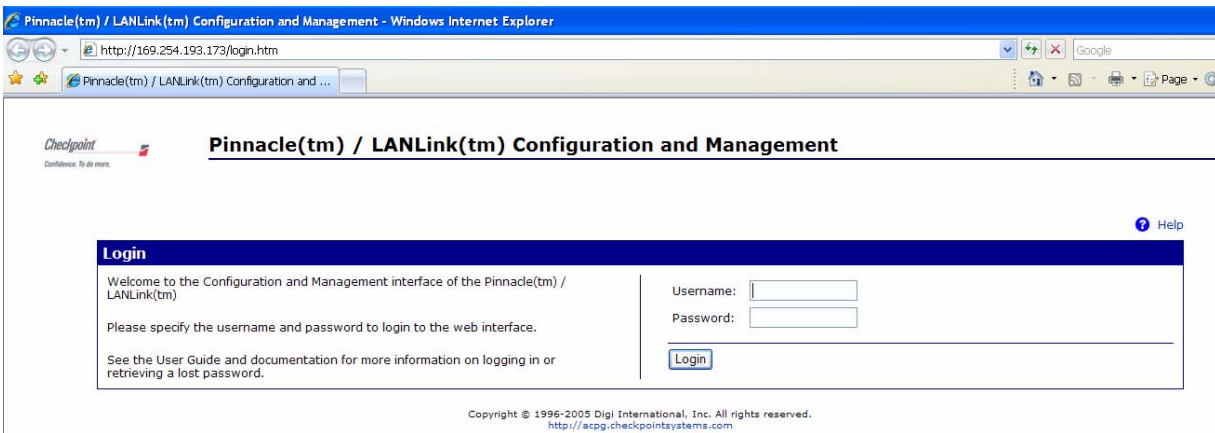 Pinnacle(tm) / LANLink(tm) Configuration and Management - Windows Internet Explorer
http://169.254.193.173/login.htm
Google
Pinnacle(tm) / LANLink(tm) Configuration and ...
Page
Checkpoint
Confidence. To do more.
Pinnacle(tm) / LANLink(tm) Configuration and Management
Help
Login
Welcome to the Configuration and Management interface of the Pinnacle(tm) /
LANLink(tm)
Please specify the username and password to login to the web interface.
See the User Guide and documentation for more information on logging in or
retrieving a lost password.
Username:
Password:
Login
Copyright © 1996-2005 Digi International, Inc. All rights reserved.
http://acpg.checkpointsystems.com